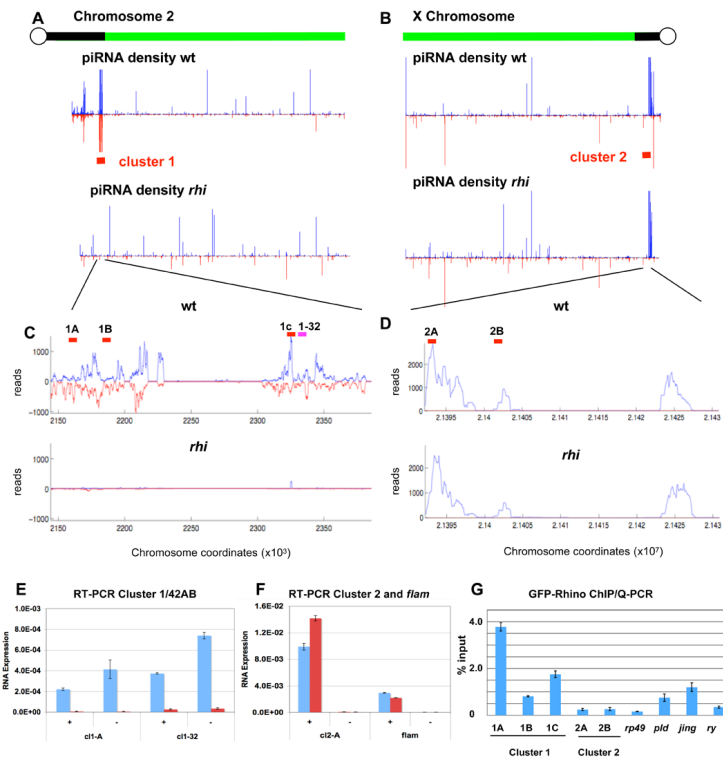 A Chromosome 2
piRNA density wt
cluster 1
piRNA density rhi
B X Chromosome
piRNA density wt
cluster 2
piRNA density rhi
wt
wt
C
1A 1B 1c 1-32
1000
0
-1000
reads
2150 2200 2250 2300 2350
rhi
1000
0
-1000
reads
2150 2200 2250 2300 2350
Chromosome coordinates (x10³)
D
2A 2B
2000
1000
0
reads
2.1395 2.14 2.1405 2.141 2.1415 2.142 2.1425 2.143
rhi
2000
1000
0
reads
2.1395 2.14 2.1405 2.141 2.1415 2.142 2.1425 2.143
Chromosome coordinates (x10⁷)
E RT-PCR Cluster 1/42AB
RNA Expression
1.0E-03
8.0E-04
6.0E-04
4.0E-04
2.0E-04
0.0E+00
+ - + -
cl1-A cl1-32
F RT-PCR Cluster 2 and flam
RNA Expression
1.6E-02
1.2E-02
8.0E-03
4.0E-03
0.0E+00
+ - + -
cl2-A flam
G GFP-Rhino ChIP/Q-PCR
% input
4.0
2.0
0.0
1A 1B 1C 2A 2B rp49 pld jing ry
Cluster 1 Cluster 2